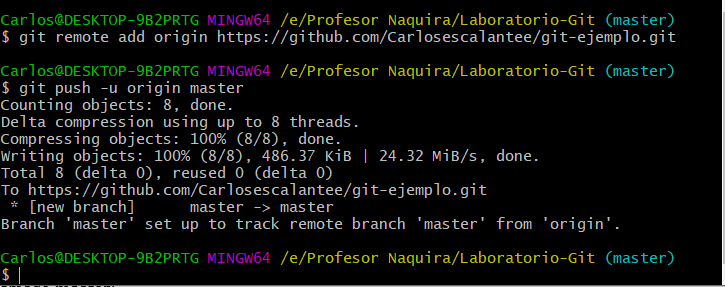 Carlos@DESKTOP-9B2PRTG MINGW64 /e/Profesor Naquira/Laboratorio-Git (master)
$ git remote add origin https://github.com/Carlosescalantee/git-ejemplo.git
Carlos@DESKTOP-9B2PRTG MINGW64 /e/Profesor Naquira/Laboratorio-Git (master)
$ git push -u origin master
Counting objects: 8, done.
Delta compression using up to 8 threads.
Compressing objects: 100% (8/8), done.
Writing objects: 100% (8/8), 486.37 KiB | 24.32 MiB/s, done.
Total 8 (delta 0), reused 0 (delta 0)
To https://github.com/Carlosescalantee/git-ejemplo.git
 * [new branch]      master -> master
Branch 'master' set up to track remote branch 'master' from 'origin'.
Carlos@DESKTOP-9B2PRTG MINGW64 /e/Profesor Naquira/Laboratorio-Git (master)
$